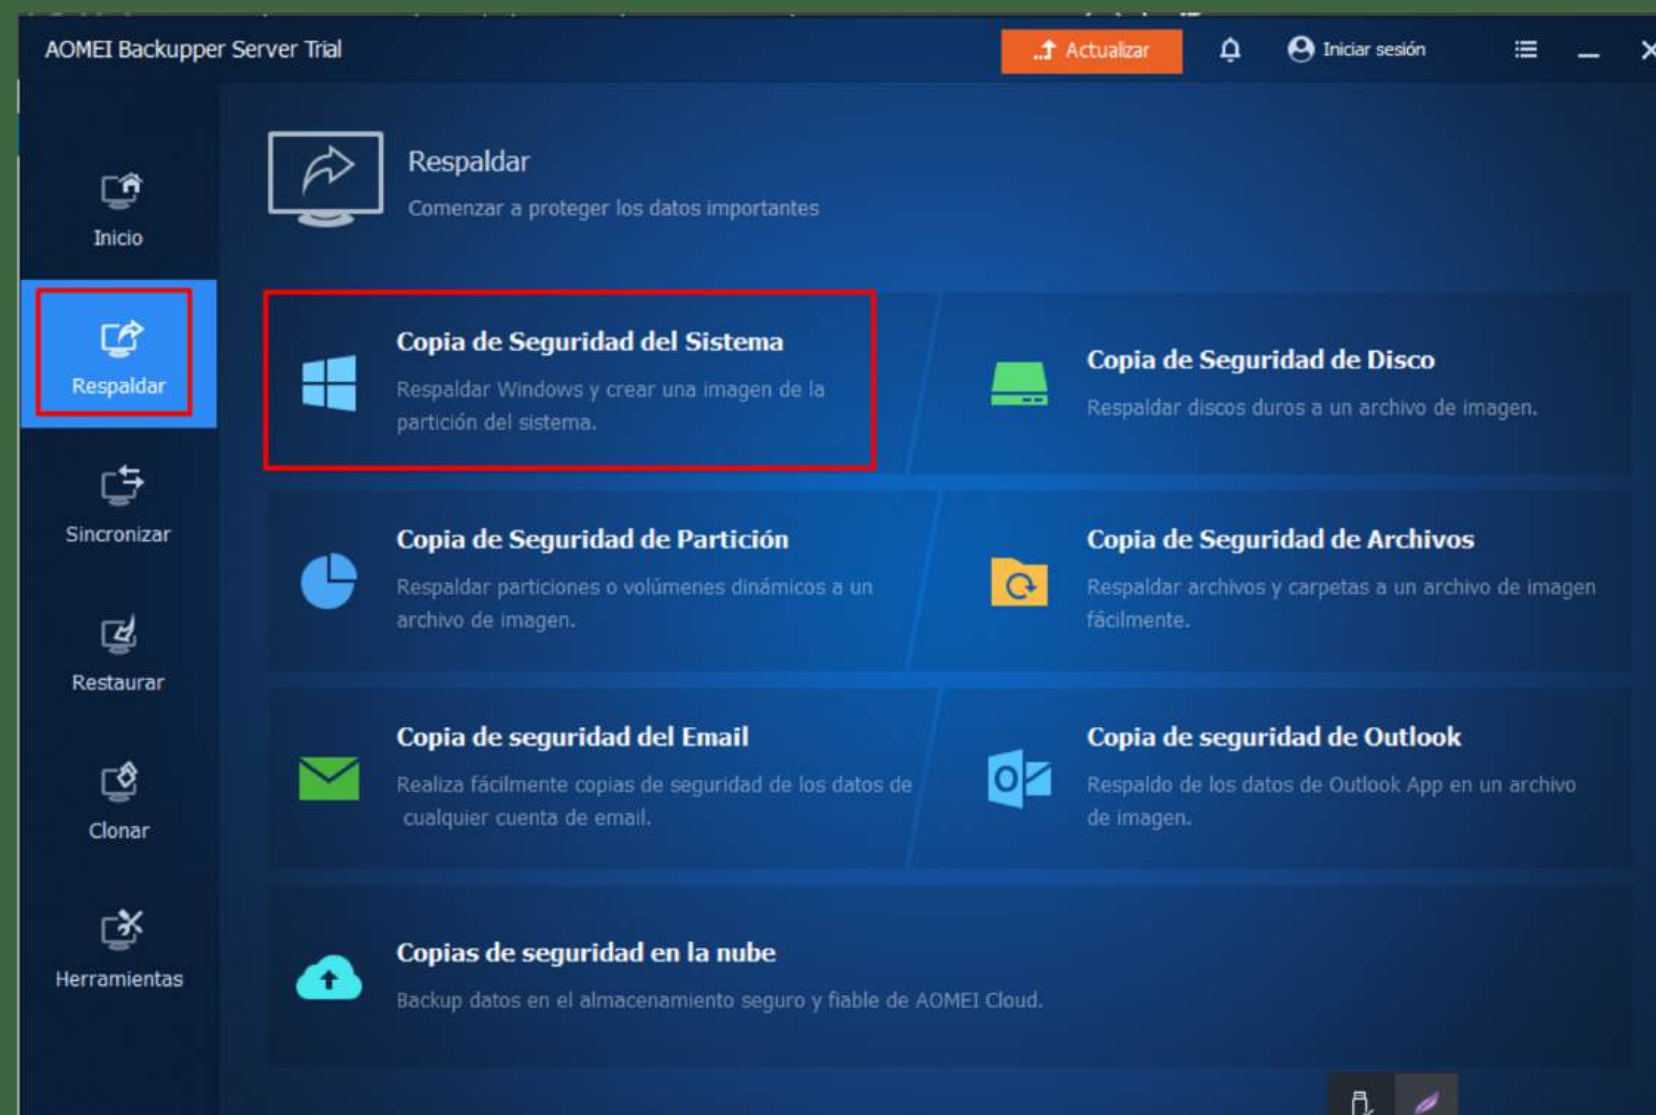 AOMEI Backupper Server Trial
Actualizar
Iniciar sesión
Inicio
Respaldar
Sincronizar
Restaurar
Clonar
Herramientas
Respaldar
Comenzar a proteger los datos importantes
Copia de Seguridad del Sistema
Respaldar Windows y crear una imagen de la
partición del sistema.
Copia de Seguridad de Disco
Respaldar discos duros a un archivo de imagen.
Copia de Seguridad de Partición
Respaldar particiones o volúmenes dinámicos a un
archivo de imagen.
Copia de Seguridad de Archivos
Respaldar archivos y carpetas a un archivo de imagen
fácilmente.
Copia de seguridad del Email
Realiza fácilmente copias de seguridad de los datos de
cualquier cuenta de email.
Copia de seguridad de Outlook
Respaldo de los datos de Outlook App en un archivo
de imagen.
Copias de seguridad en la nube
Backup datos en el almacenamiento seguro y fiable de AOMEI Cloud.